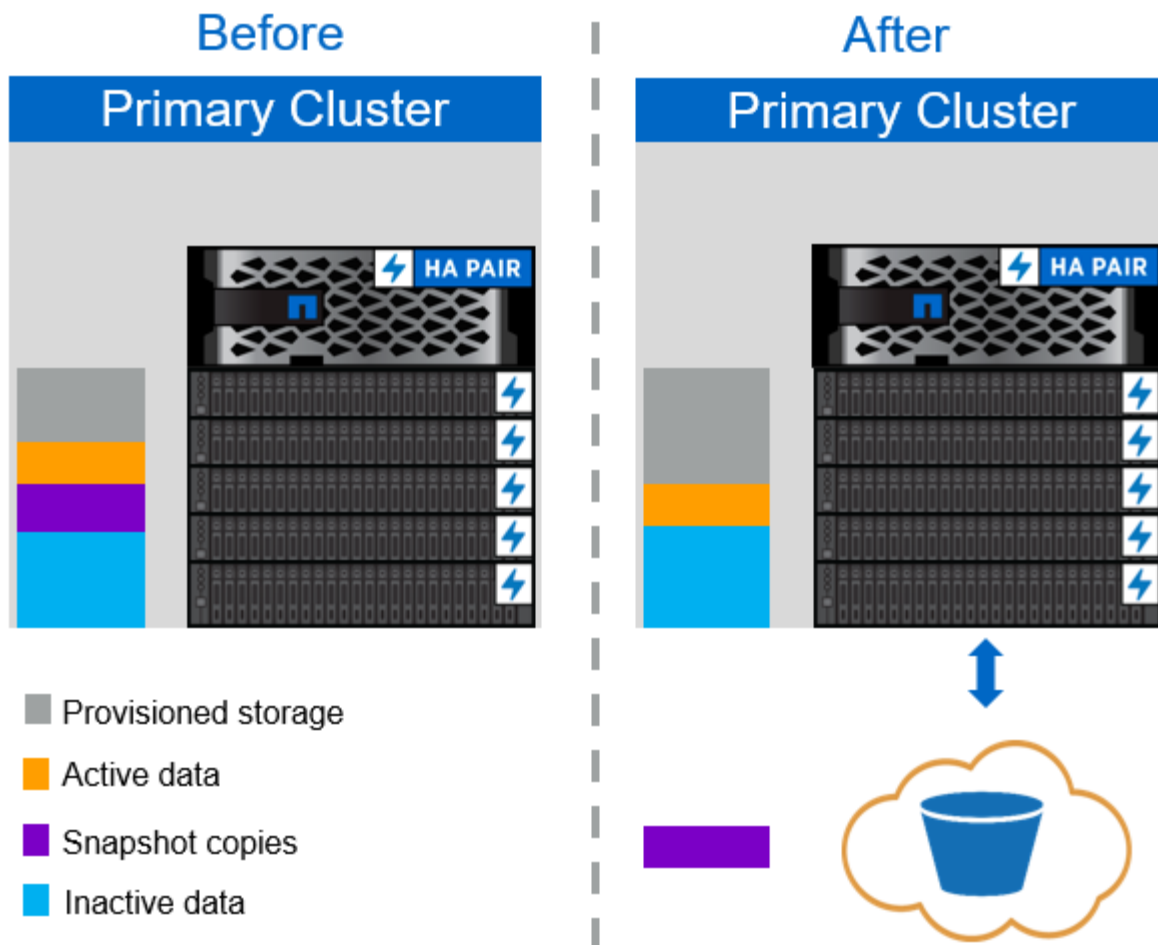 Before
After
Primary Cluster
Primary Cluster
HA PAIR
HA PAIR
Provisioned storage
Active data
Snapshot copies
Inactive data